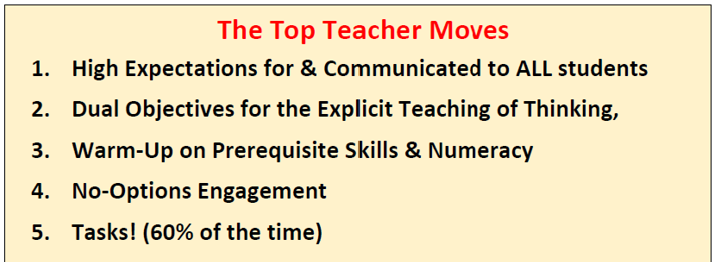 The Top Teacher Moves
1. High Expectations for & Communicated to ALL students
2. Dual Objectives for the Explicit Teaching of Thinking,
3. Warm-Up on Prerequisite Skills & Numeracy
4. No-Options Engagement
5. Tasks! (60% of the time)